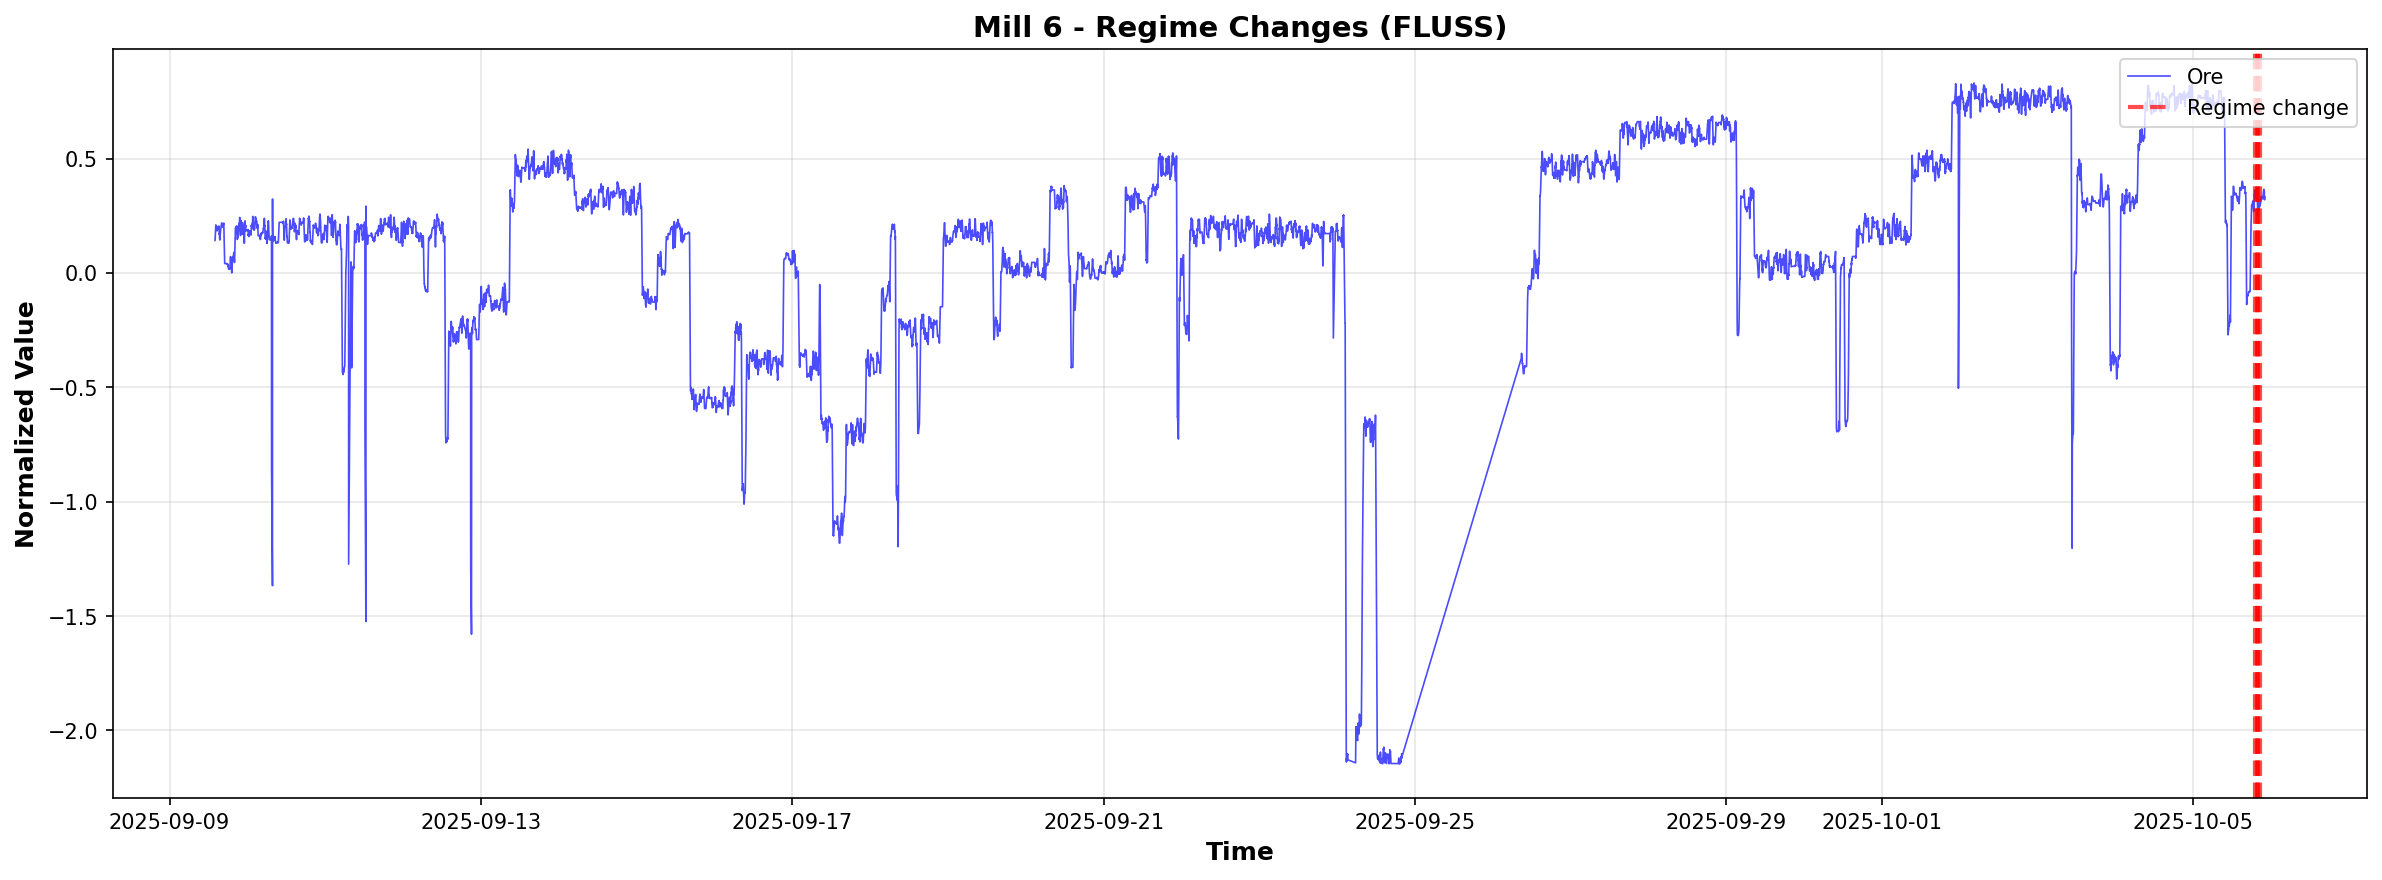 Mill 6 - Regime Changes (FLUSS)
Ore
Regime change
Normalized Value
0.5
0.0
−0.5
−1.0
−1.5
−2.0
2025-09-09
2025-09-13
2025-09-17
2025-09-21
2025-09-25
2025-09-29
2025-10-01
2025-10-05
Time